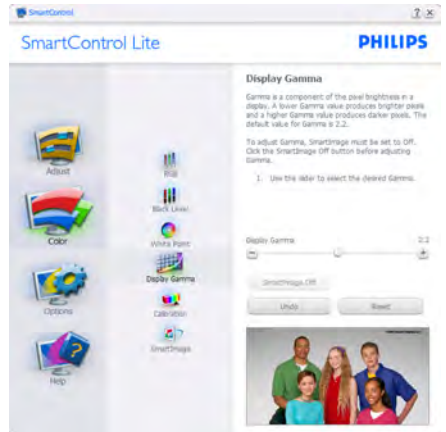 SmartControl
SmartControl Lite
PHILIPS
Adjust
Color
Options
Help
RGB
Black Level
White Point
Display Gamma
Calibration
SmartImage
Display Gamma
Gamma is a component of the pixel brightness in a
display. A lower Gamma value produces brighter pixels
and a higher Gamma value produces darker pixels. The
default value for Gamma is 2.2.
To adjust Gamma, SmartImage must be set to Off.
Click the SmartImage Off button before adjusting
Gamma.
1. Use the slider to select the desired Gamma.
Display Gamma 2.2
SmartImage Off
Undo Reset